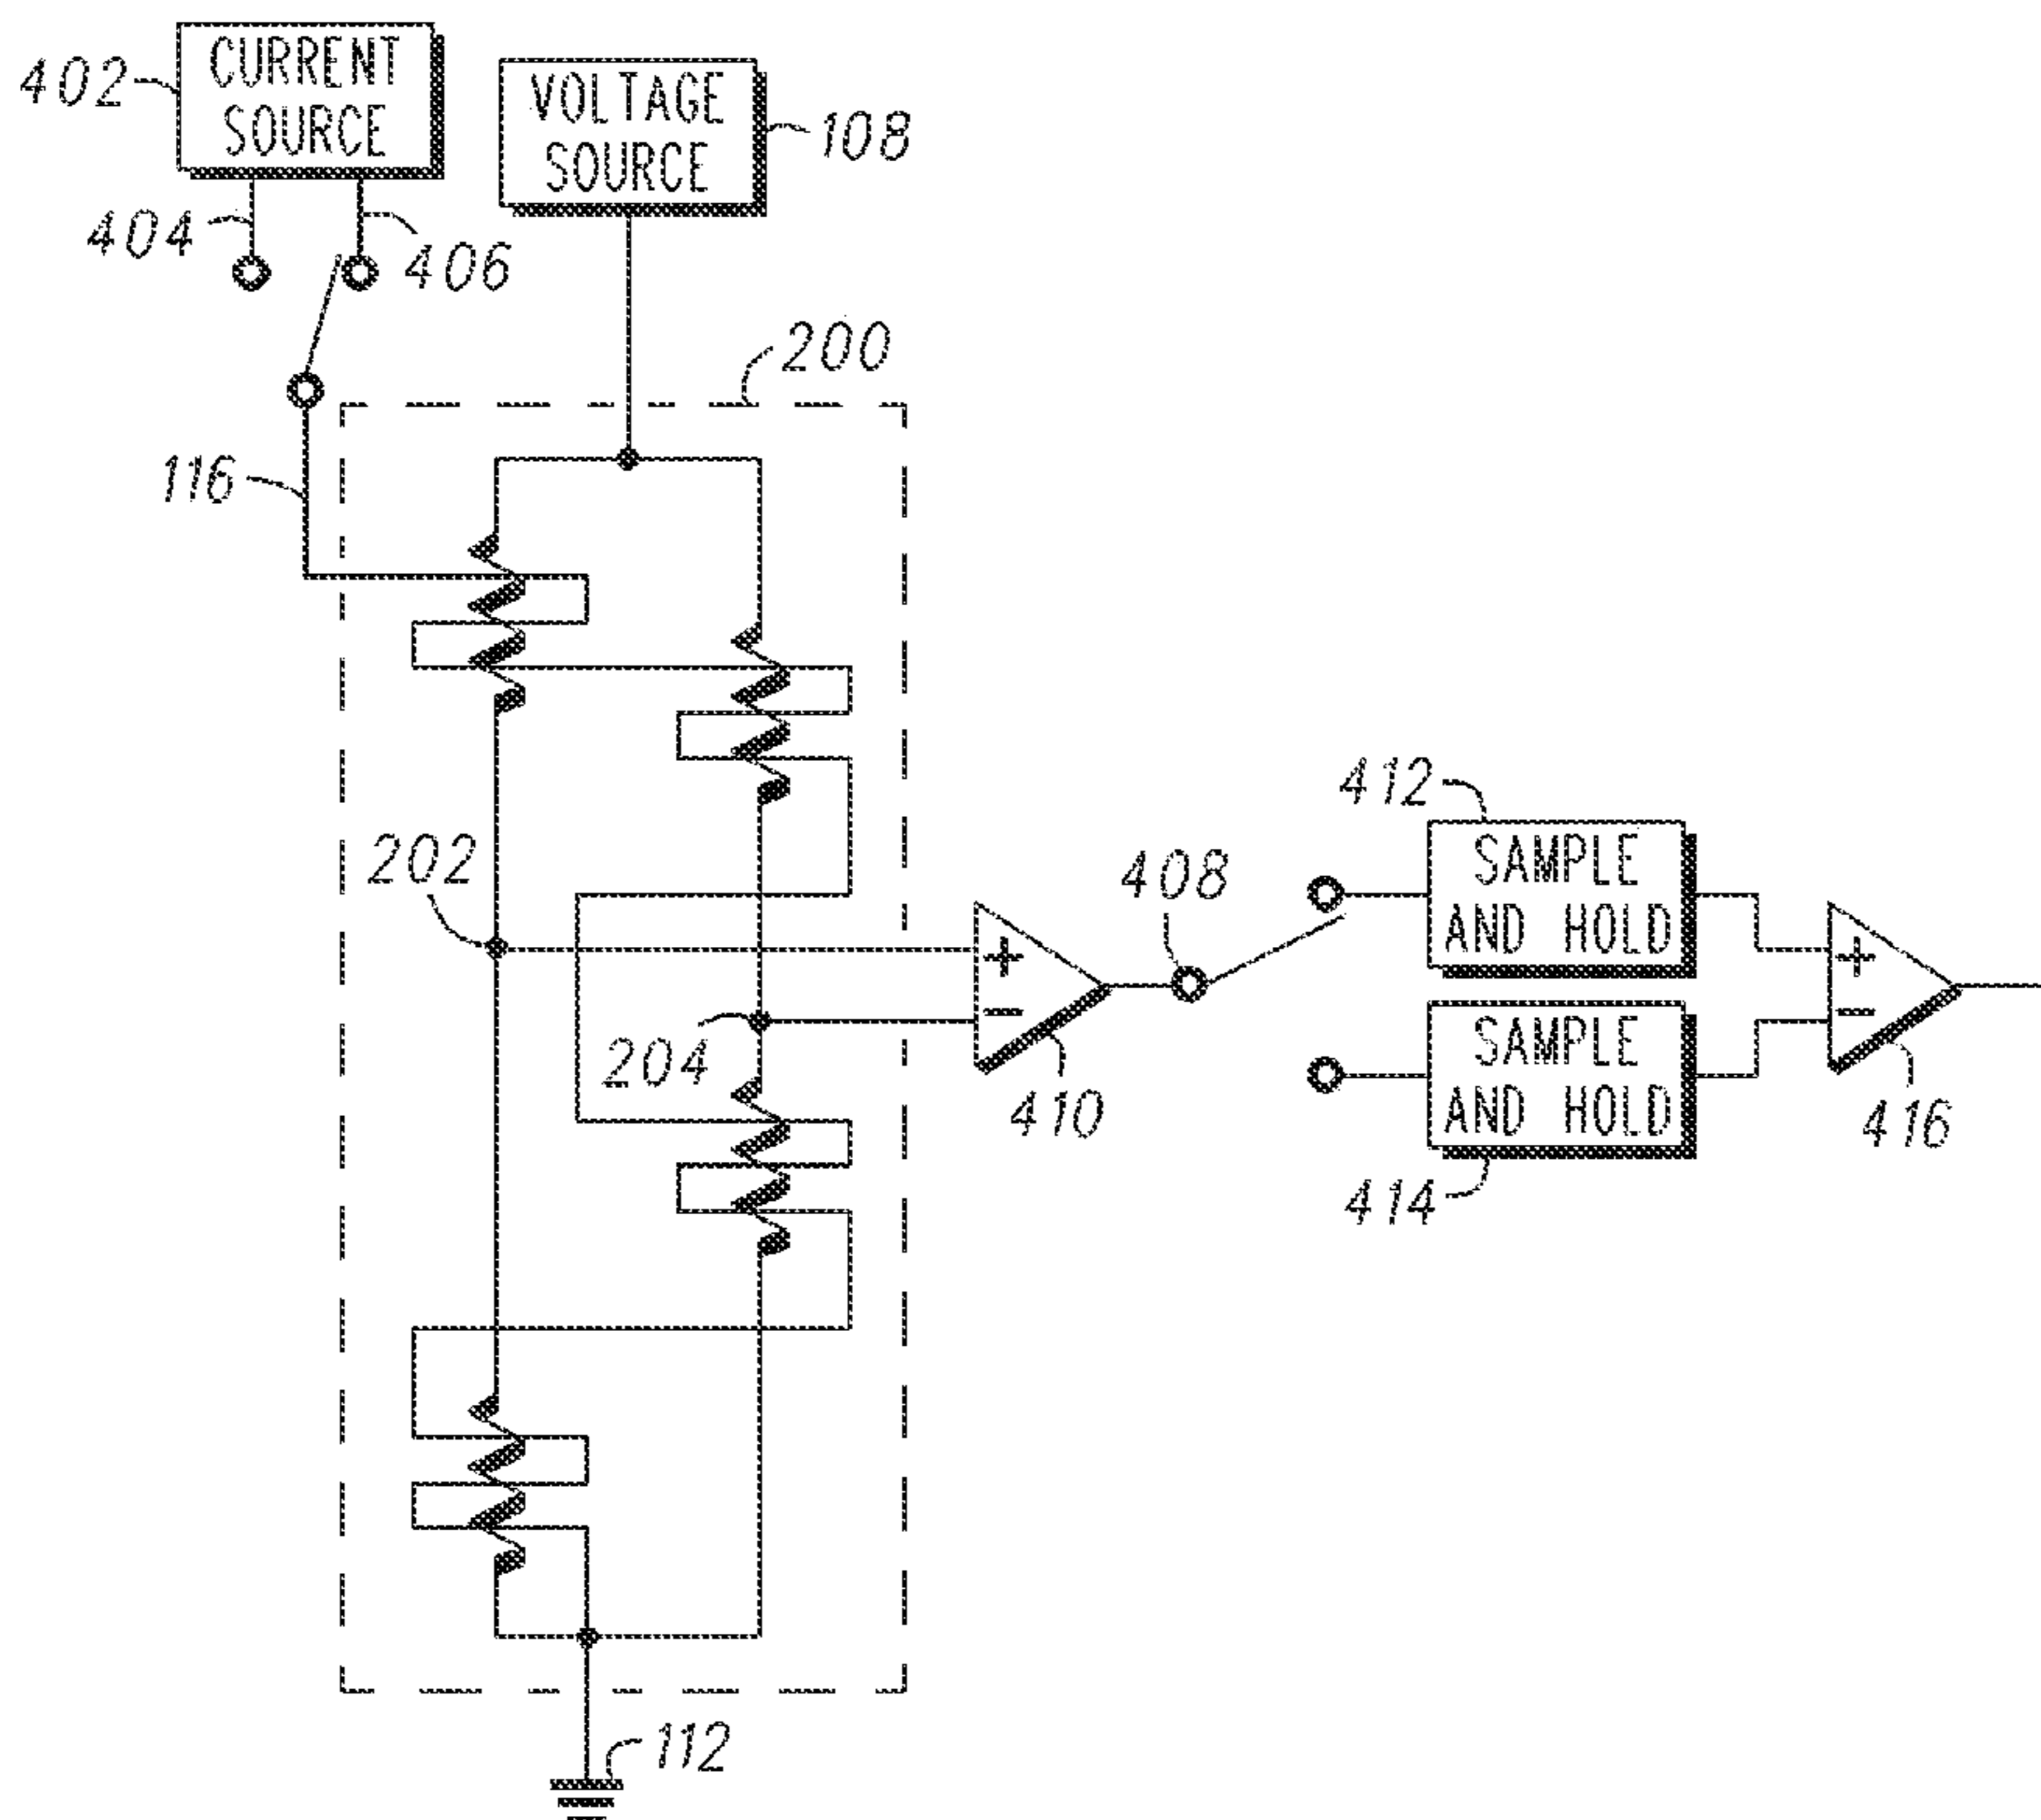 402
CURRENT
SOURCE
VOLTAGE
SOURCE
108
404
406
200
116
202
204
+
−
410
408
412
SAMPLE
AND HOLD
SAMPLE
AND HOLD
414
+
−
416
112